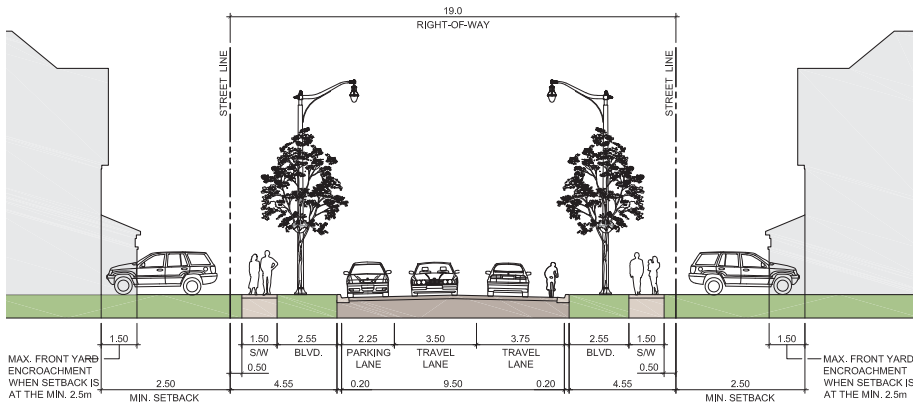 19.0
RIGHT-OF-WAY
STREET LINE
STREET LINE
1.50
1.50 2.55 2.25 3.50 3.75 2.55 1.50
1.50
S/W BLVD. PARKING LANE TRAVEL LANE TRAVEL LANE BLVD. S/W
0.50
0.50
MAX. FRONT YARD
ENCROACHMENT
WHEN SETBACK IS
AT THE MIN. 2.5m
2.50
MIN. SETBACK
4.55
0.20 9.50 0.20
4.55
2.50
MIN. SETBACK
MAX. FRONT YARD
ENCROACHMENT
WHEN SETBACK IS
AT THE MIN. 2.5m